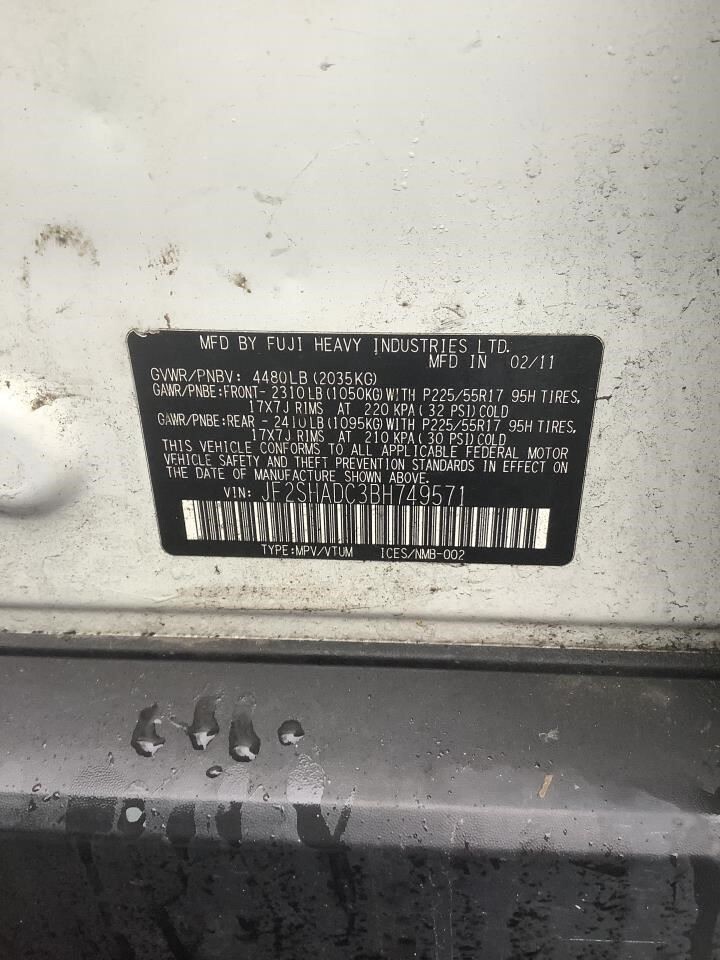 MFD BY FUJI HEAVY INDUSTRIES LTD.
MFD IN 02/11
GVWR/PNBV: 4480LB(2035KG)
GAWR/PNBE:FRONT- 2310LB(1050KG)WITH P225/55R17 95H TIRES,
17X7J RIMS AT 220 KPA(32 PSI)COLD
GAWR/PNBE:REAR - 2410LB(1095KG)WITH P225/55R17 95H TIRES,
17X7J RIMS AT 210 KPA(30 PSI)COLD
THIS VEHICLE CONFORMS TO ALL APPLICABLE FEDERAL MOTOR
VEHICLE SAFETY AND THEFT PREVENTION STANDARDS IN EFFECT ON
THE DATE OF MANUFACTURE SHOWN ABOVE.
VIN: JF2SHADC3BH749571
TYPE:MPV/VTUM ICES/NMB-002